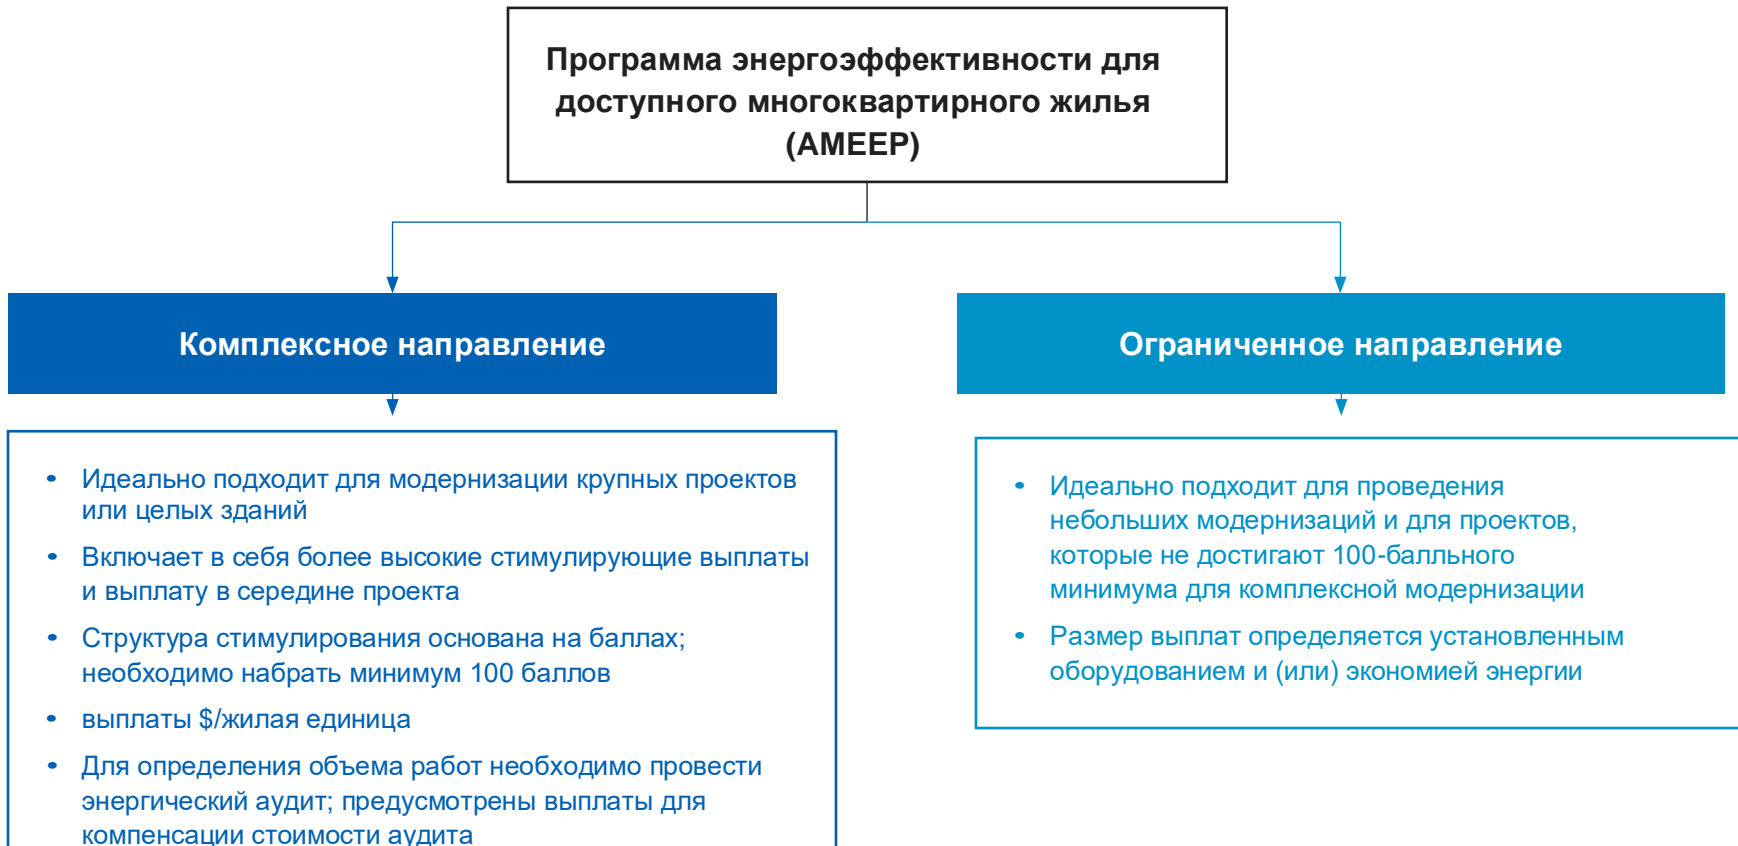 Программа энергоэффективности для
доступного многоквартирного жилья
(AMEEP)
Комплексное направление
• Идеально подходит для модернизации крупных проектов
или целых зданий
• Включает в себя более высокие стимулирующие выплаты
и выплату в середине проекта
• Структура стимулирования основана на баллах;
необходимо набрать минимум 100 баллов
• выплаты $/жилая единица
• Для определения объема работ необходимо провести
энергический аудит; предусмотрены выплаты для
компенсации стоимости аудита
Ограниченное направление
• Идеально подходит для проведения
небольших модернизаций и для проектов,
которые не достигают 100-балльного
минимума для комплексной модернизации
• Размер выплат определяется установленным
оборудованием и (или) экономией энергии